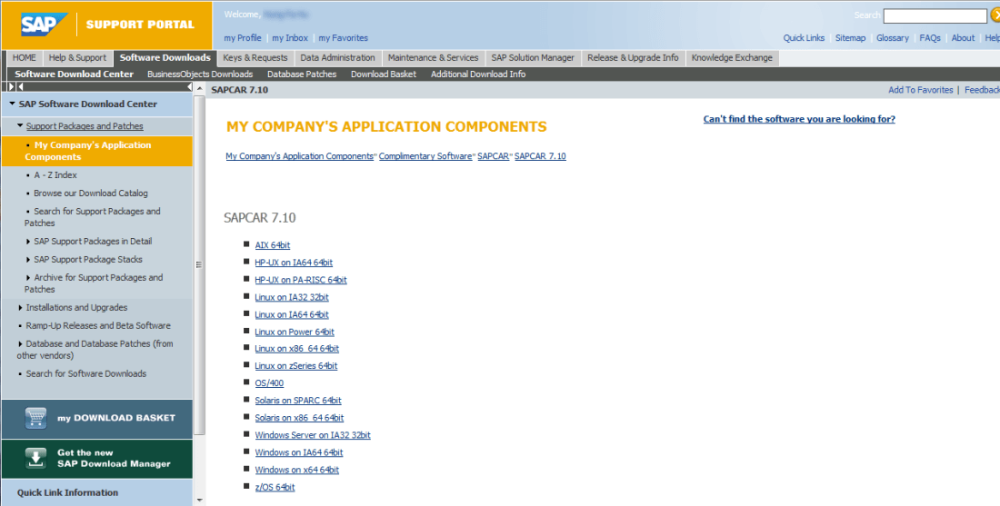 SAP SUPPORT PORTAL
Welcome,
Search
my Profile | my Inbox | my Favorites
Quick Links | Sitemap | Glossary | FAQs | About | Help
HOME Help & Support Software Downloads Keys & Requests Data Administration Maintenance & Services SAP Solution Manager Release & Upgrade Info Knowledge Exchange
Software Download Center BusinessObjects Downloads Database Patches Download Basket Additional Download Info
SAPCAR 7.10
Add To Favorites | Feedback
SAP Software Download Center
Support Packages and Patches
My Company's Application
Components
A - Z Index
Browse our Download Catalog
Search for Support Packages and
Patches
SAP Support Packages in Detail
SAP Support Package Stacks
Archive for Support Packages and
Patches
Installations and Upgrades
Ramp-Up Releases and Beta Software
Database and Database Patches (from
other vendors)
Search for Software Downloads
my DOWNLOAD BASKET
Get the new
SAP Download Manager
Quick Link Information
MY COMPANY'S APPLICATION COMPONENTS
Can't find the software you are looking for?
My Company's Application Components" Complimentary Software" SAPCAR" SAPCAR 7.10
SAPCAR 7.10
AIX 64bit
HP-UX on IA64 64bit
HP-UX on PA-RISC 64bit
Linux on IA32 32bit
Linux on IA64 64bit
Linux on Power 64bit
Linux on x86_64 64bit
Linux on zSeries 64bit
OS/400
Solaris on SPARC 64bit
Solaris on x86_64 64bit
Windows Server on IA32 32bit
Windows on IA64 64bit
Windows on x64 64bit
z/OS 64bit